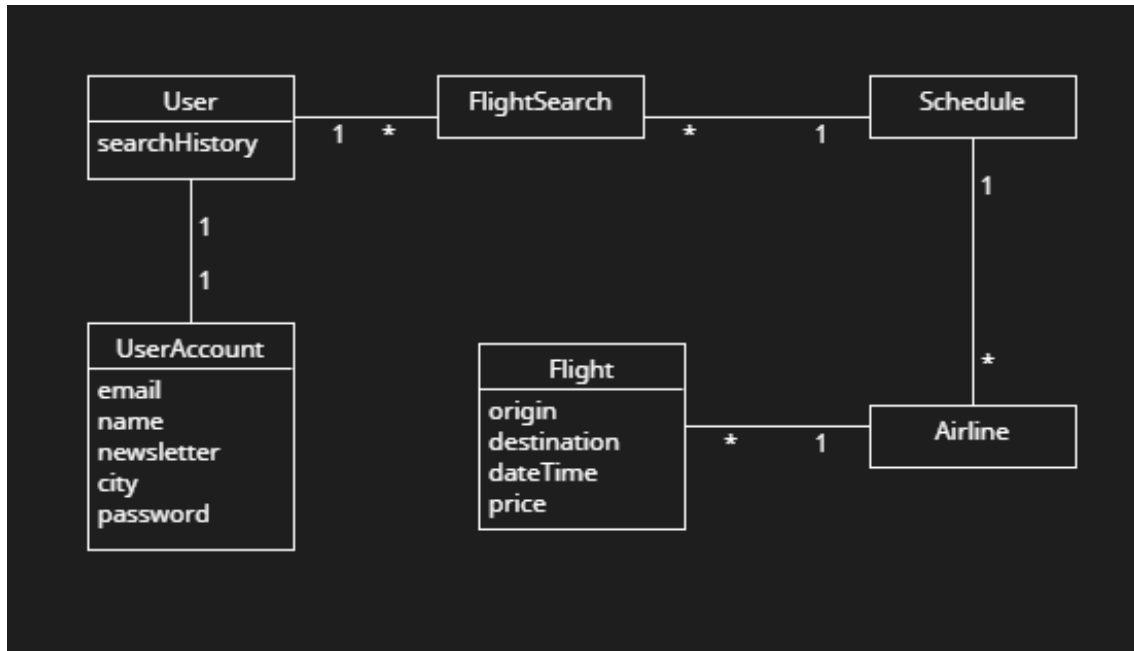 User
searchHistory
1
*
FlightSearch
*
1
Schedule
1
1
1
*
UserAccount
email
name
newsletter
city
password
Flight
origin
destination
dateTime
price
*
1
Airline